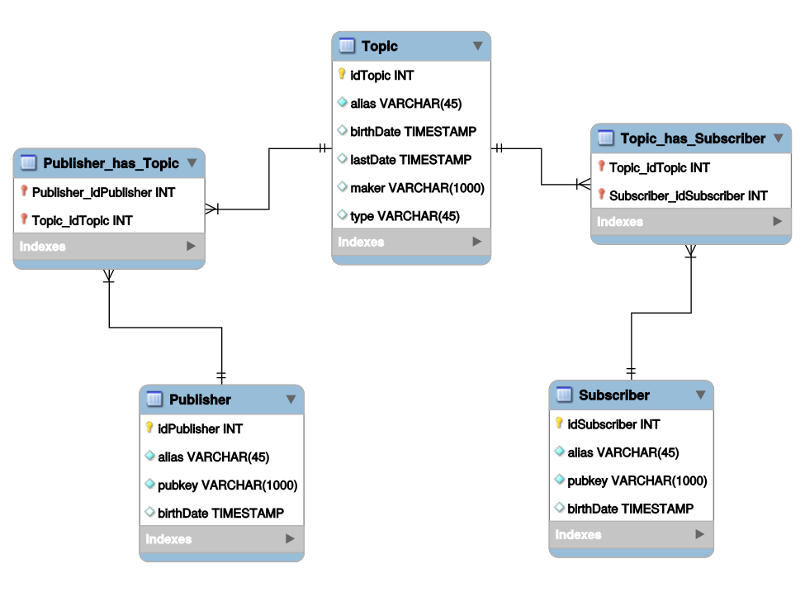 Topic
idTopic INT
alias VARCHAR(45)
birthDate TIMESTAMP
lastDate TIMESTAMP
maker VARCHAR(1000)
type VARCHAR(45)
Indexes
Publisher_has_Topic
Publisher_idPublisher INT
Topic_idTopic INT
Indexes
Topic_has_Subscriber
Topic_idTopic INT
Subscriber_idSubscriber INT
Indexes
Publisher
idPublisher INT
alias VARCHAR(45)
pubkey VARCHAR(1000)
birthDate TIMESTAMP
Indexes
Subscriber
idSubscriber INT
alias VARCHAR(45)
pubkey VARCHAR(1000)
birthDate TIMESTAMP
Indexes